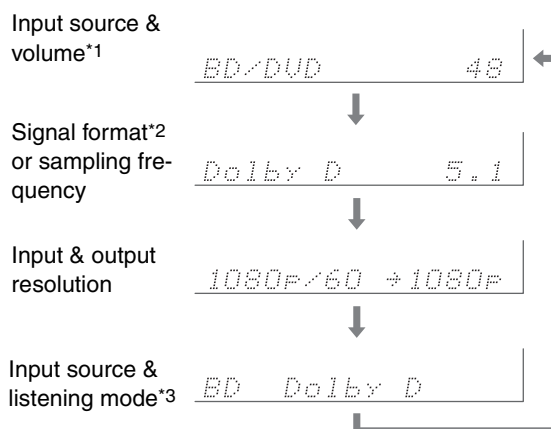 Input source &
volume*1
BD/DVD 48
Signal format*2
or sampling fre-
quency
Dolby D 5.1
Input & output
resolution
1080p/60 →1080p
Input source &
listening mode*3
BD Dolby D